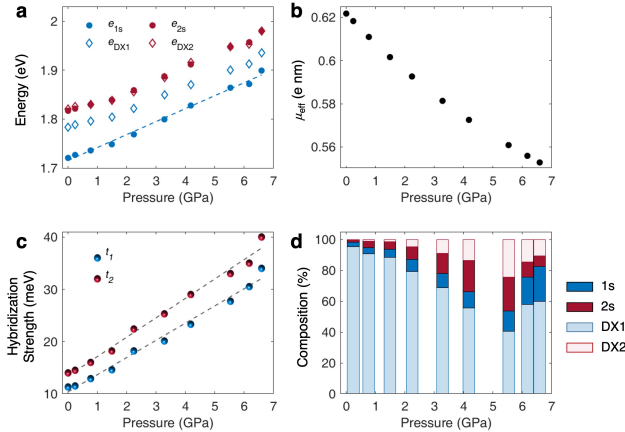 a
2
1.9
1.8
1.7
Energy (eV)
e1s
e2s
eDX1
eDX2
0 1 2 3 4 5 6 7
Pressure (GPa)
b
0.62
0.6
0.58
0.56
μeff (e nm)
0 1 2 3 4 5 6 7
Pressure (GPa)
c
40
30
20
10
Hybridization
Strength (meV)
t1
t2
0 1 2 3 4 5 6 7
Pressure (GPa)
d
100
80
60
40
20
0
Composition (%)
0 1 2 3 4 5 6 7
Pressure (GPa)
1s
2s
DX1
DX2